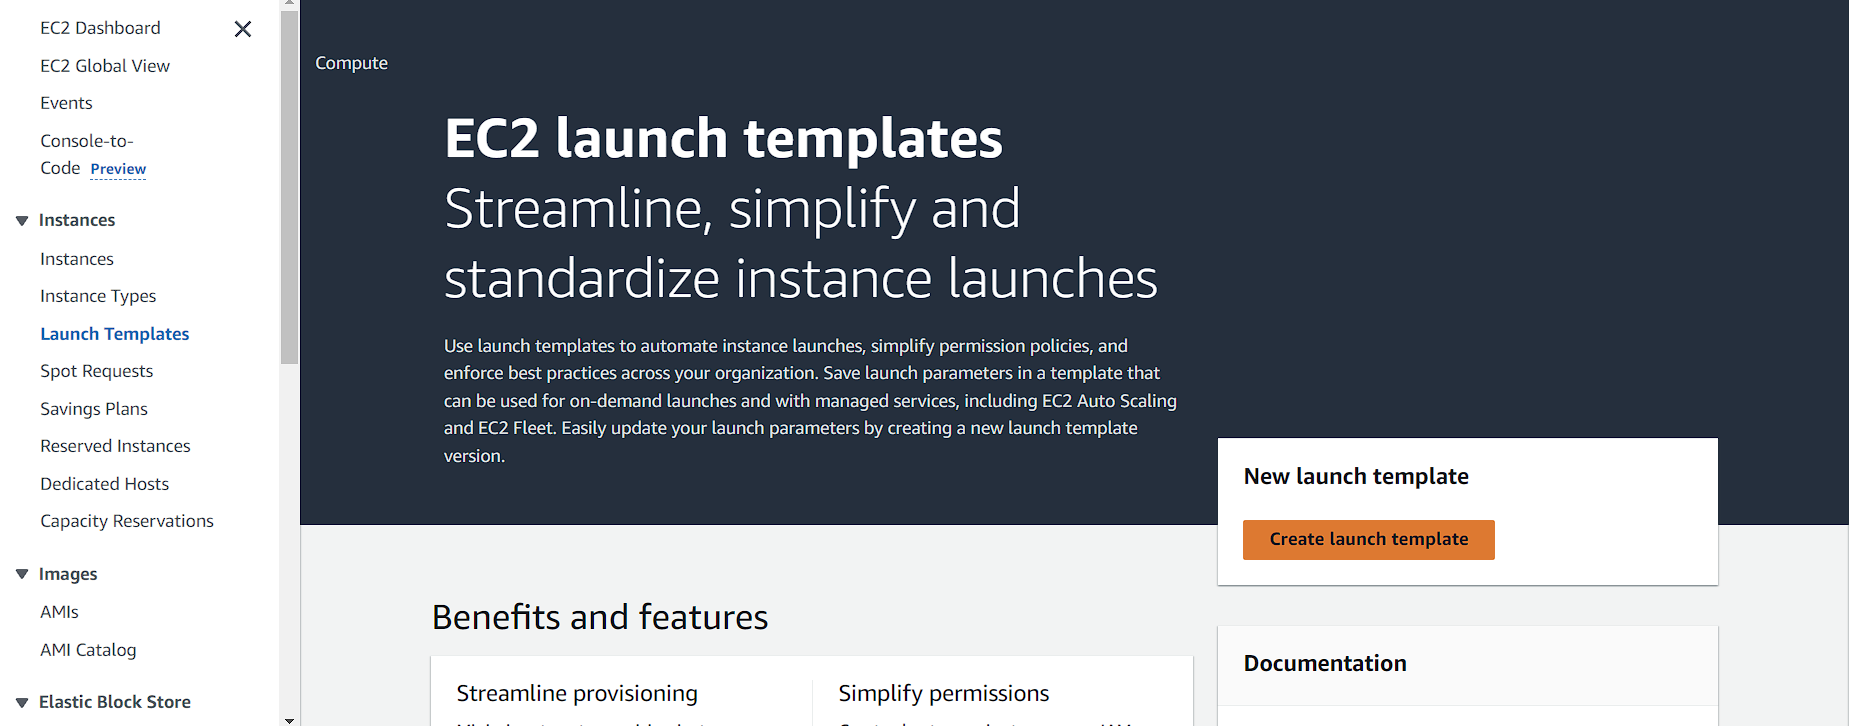 EC2 Dashboard
EC2 Global View
Events
Console-to-
Code Preview
Instances
Instances
Instance Types
Launch Templates
Spot Requests
Savings Plans
Reserved Instances
Dedicated Hosts
Capacity Reservations
Images
AMIs
AMI Catalog
Elastic Block Store
Compute
EC2 launch templates
Streamline, simplify and
standardize instance launches
Use launch templates to automate instance launches, simplify permission policies, and
enforce best practices across your organization. Save launch parameters in a template that
can be used for on-demand launches and with managed services, including EC2 Auto Scaling
and EC2 Fleet. Easily update your launch parameters by creating a new launch template
version.
New launch template
Create launch template
Benefits and features
Streamline provisioning
Simplify permissions
Documentation